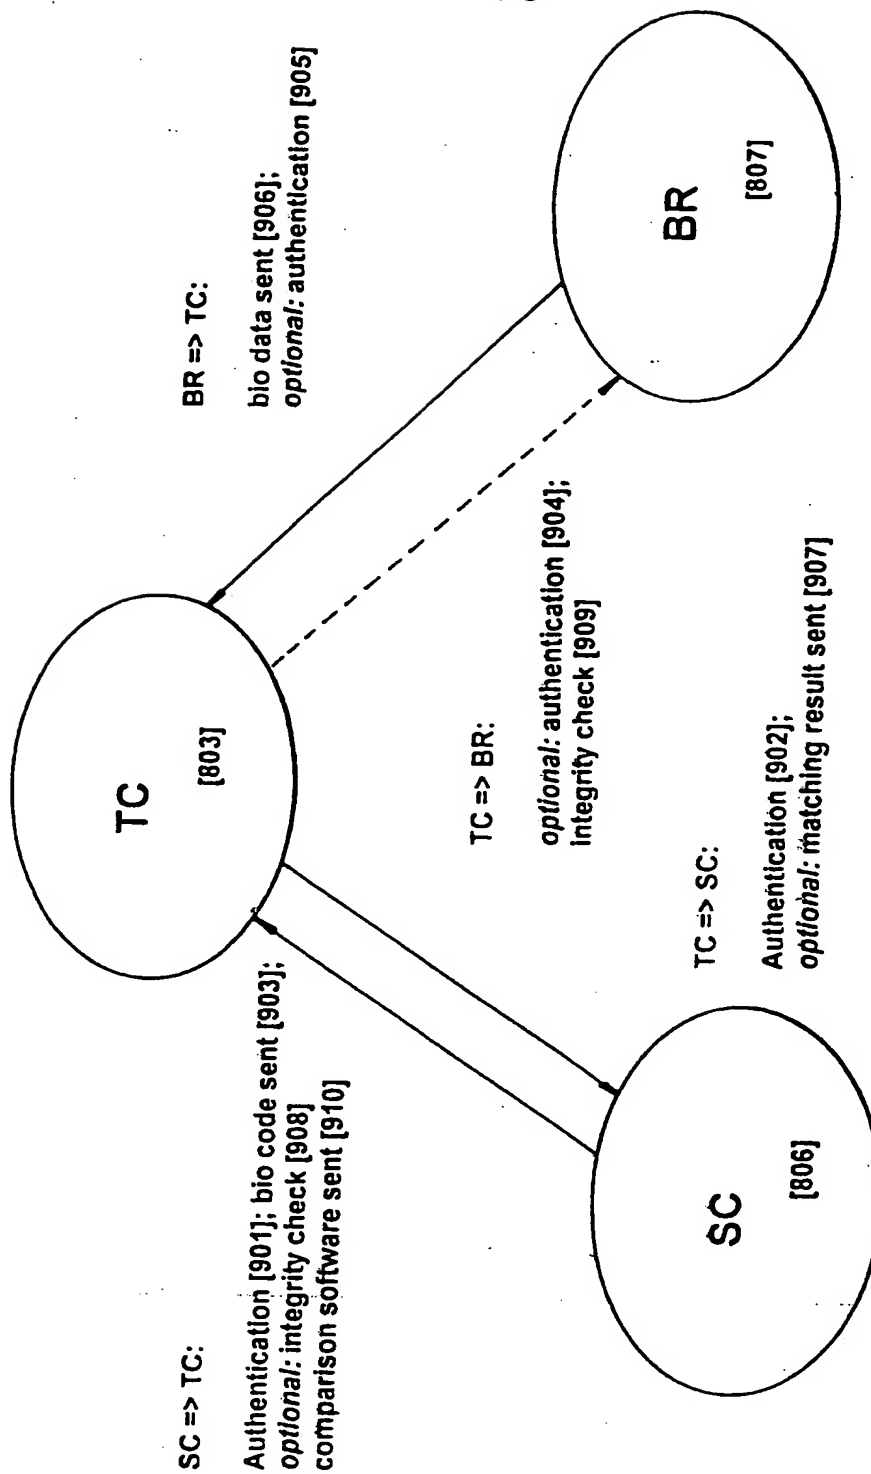 SC => TC:
Authentication [901]; bio code sent [903];
optional: integrity check [908]
comparison software sent [910]
TC
[803]
BR => TC:
bio data sent [906];
optional: authentication [905]
TC => BR:
optional: authentication [904];
integrity check [909]
SC
[806]
TC => SC:
Authentication [902];
optional: matching result sent [907]
BR
[807]